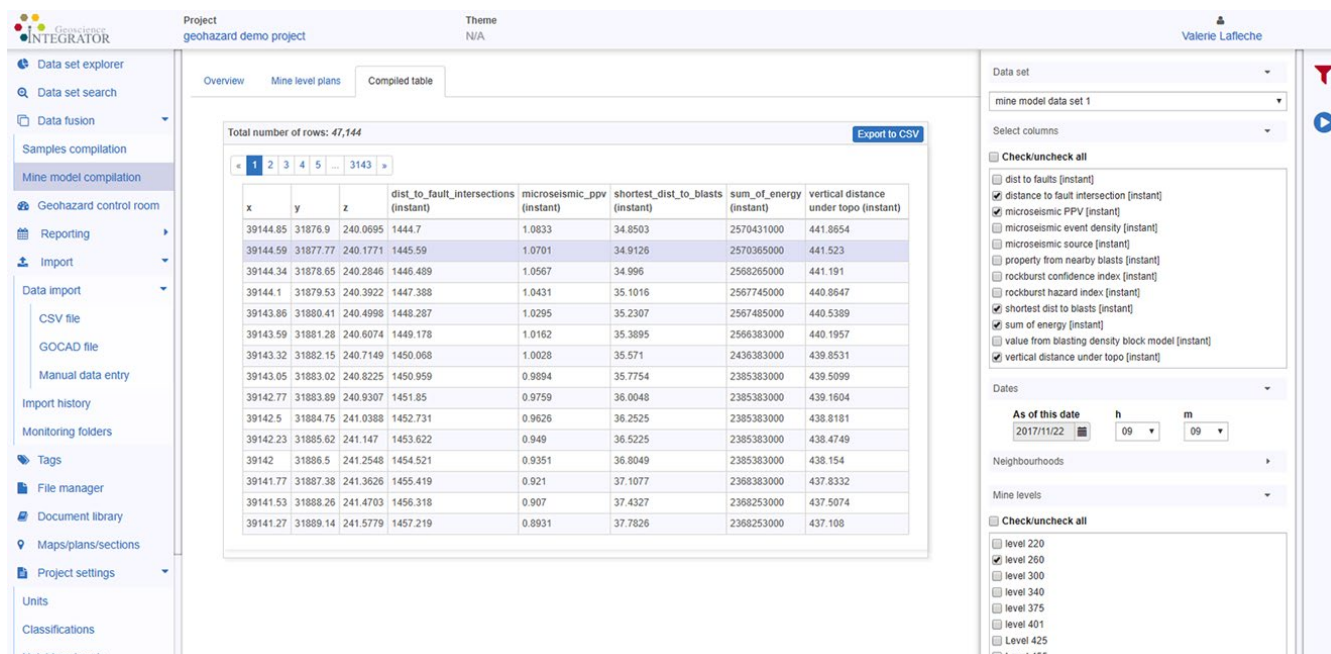 Geoscience
INTEGRATOR
Project
geohazard demo project
Theme
N/A
Valerie Lafleche
Data set explorer
Data set search
Data fusion
Samples compilation
Mine model compilation
Geohazard control room
Reporting
Import
Data import
CSV file
GOCAD file
Manual data entry
Import history
Monitoring folders
Tags
File manager
Document library
Maps/plans/sections
Project settings
Units
Classifications
Overview Mine level plans Compiled table
Total number of rows: 47,144 Export to CSV
« 1 2 3 4 5 ... 3143 »
x y z dist_to_fault_intersections (instant) microseismic_ppv (instant) shortest_dist_to_blasts (instant) sum_of_energy (instant) vertical distance under topo (instant)
39144.85 31876.9 240.0695 1444.7 1.0833 34.8503 2570431000 441.8654
39144.59 31877.77 240.1771 1445.59 1.0701 34.9126 2570365000 441.523
39144.34 31878.65 240.2846 1446.489 1.0567 34.996 2568265000 441.191
39144.1 31879.53 240.3922 1447.388 1.0431 35.1016 2567745000 440.8647
39143.86 31880.41 240.4998 1448.287 1.0295 35.2307 2567485000 440.5389
39143.59 31881.28 240.6074 1449.178 1.0162 35.3895 2566383000 440.1957
39143.32 31882.15 240.7149 1450.068 1.0028 35.571 2436383000 439.8531
39143.05 31883.02 240.8225 1450.959 0.9894 35.7754 2385383000 439.5099
39142.77 31883.89 240.9307 1451.85 0.9759 36.0048 2385383000 439.1604
39142.5 31884.75 241.0388 1452.731 0.9626 36.2525 2385383000 438.8181
39142.23 31885.62 241.147 1453.622 0.949 36.5225 2385383000 438.4749
39142 31886.5 241.2548 1454.521 0.9351 36.8049 2385383000 438.154
39141.77 31887.38 241.3626 1455.419 0.921 37.1077 2368383000 437.8332
39141.53 31888.26 241.4703 1456.318 0.907 37.4327 2368253000 437.5074
39141.27 31889.14 241.5779 1457.219 0.8931 37.7826 2368253000 437.108
Data set
mine model data set 1
Select columns
Check/uncheck all
dist to faults [instant]
distance to fault intersection [instant]
microseismic PPV [instant]
microseismic event density [instant]
microseismic source [instant]
property from nearby blasts [instant]
rockburst confidence index [instant]
rockburst hazard index [instant]
shortest dist to blasts [instant]
sum of energy [instant]
value from blasting density block model [instant]
vertical distance under topo [instant]
Dates
As of this date h m
2017/11/22 09 09
Neighbourhoods
Mine levels
Check/uncheck all
level 220
level 260
level 300
level 340
level 375
level 401
Level 425